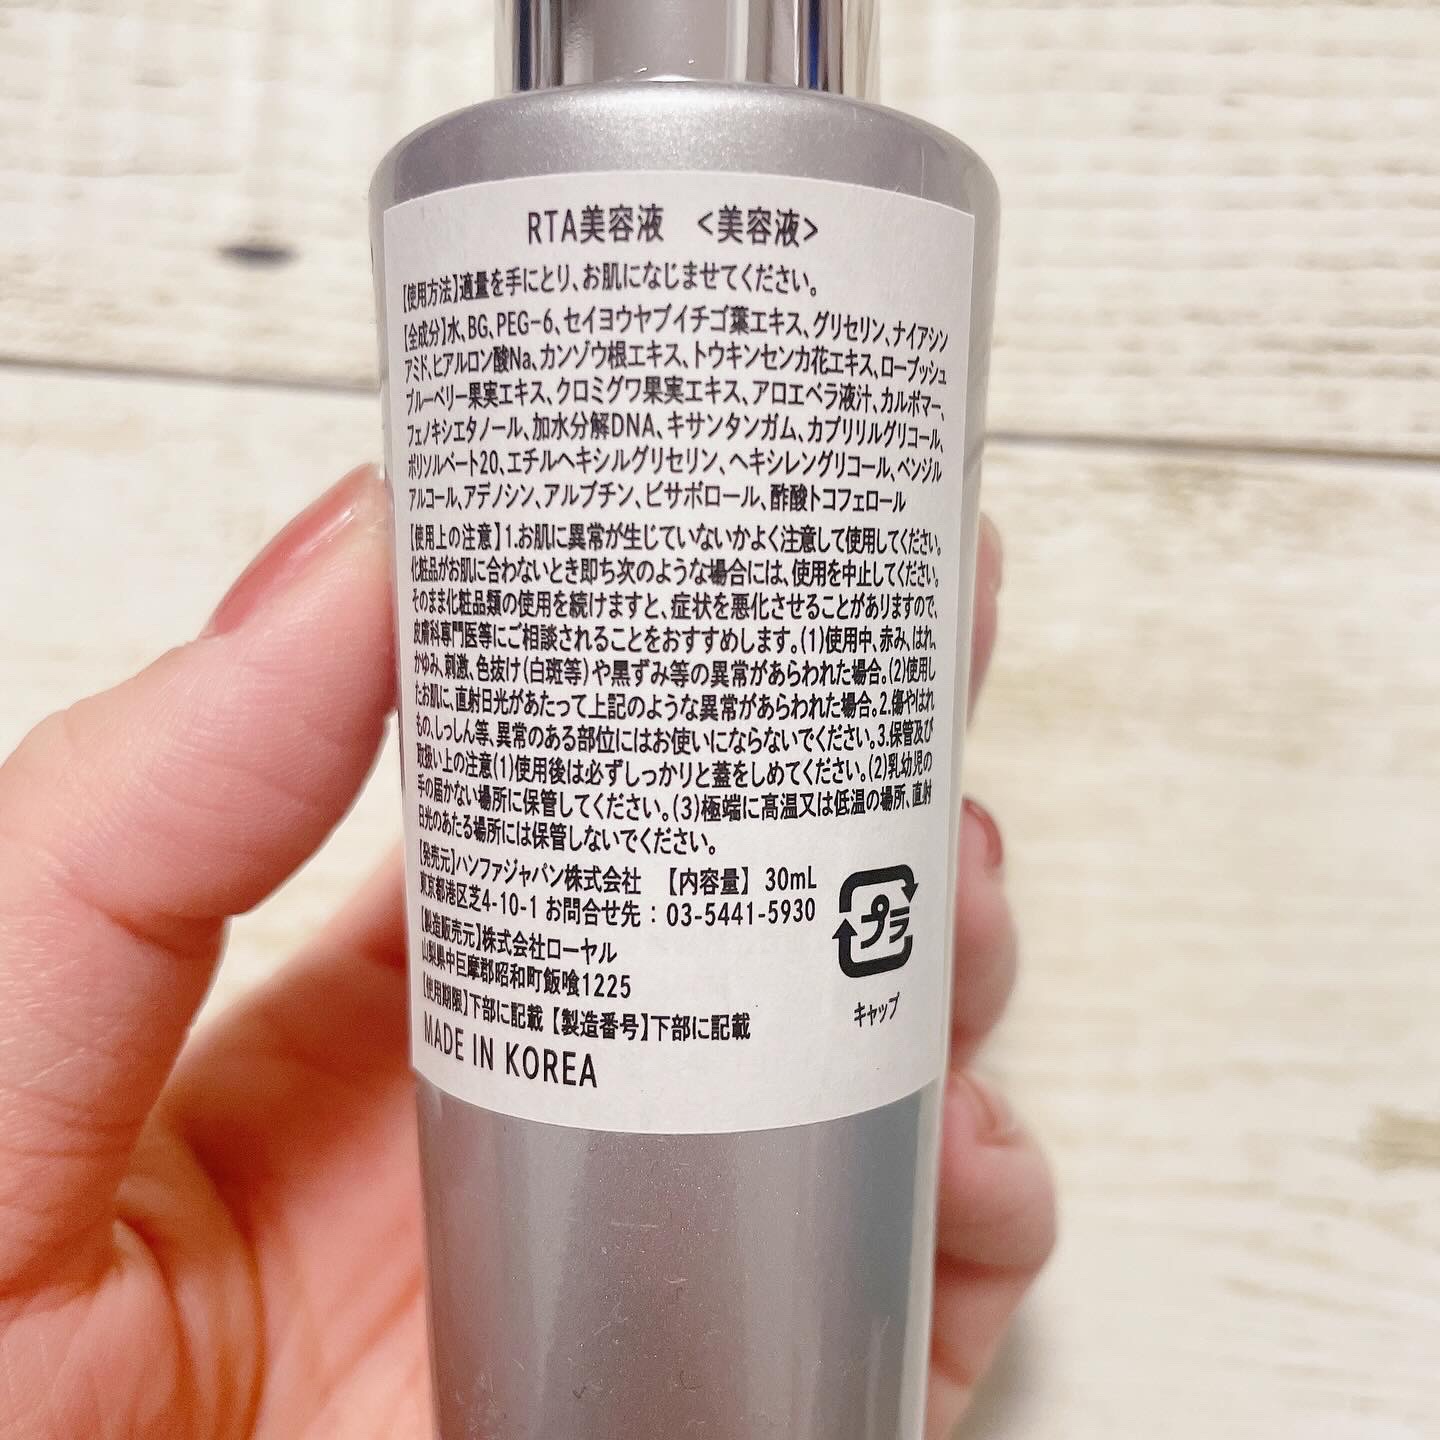 RTA美容液 <美容液>
【使用方法】適量を手にとり、お肌になじませてください。
【全成分】水、BG、PEG-6、セイヨウヤブイチゴ葉エキス、グリセリン、ナイアシン
アミド、ヒアルロン酸Na、カンゾウ根エキス、トウキンセンカ花エキス、ローブッシュ
ブルーベリー果実エキス、クロミグワ果実エキス、アロエベラ液汁、カルボマー、
フェノキシエタノール、加水分解DNA、キサンタンガム、カプリリルグリコール、
ポリソルベート20、エチルヘキシルグリセリン、ヘキシレングリコール、ベンジル
アルコール、アデノシン、アルブチン、ビサボロール、酢酸トコフェロール
【使用上の注意】1.お肌に異常が生じていないかよく注意して使用してください。
化粧品がお肌に合わないとき即ち次のような場合には、使用を中止してください。
そのまま化粧品類の使用を続けますと、症状を悪化させることがありますので、
皮膚科専門医等にご相談されることをおすすめします。(1)使用中、赤み、はれ、
かゆみ、刺激、色抜け(白斑等)や黒ずみ等の異常があらわれた場合。(2)使用し
たお肌に、直射日光があたって上記のような異常があらわれた場合。2.傷やはれ
もの、しっしん等、異常のある部位にはお使いにならないでください。3.保管及び
取扱い上の注意(1)使用後は必ずしっかりと蓋をしめてください。(2)乳幼児の
手の届かない場所に保管してください。(3)極端に高温又は低温の場所、直射
日光のあたる場所には保管しないでください。
【発売元】ハンファジャパン株式会社 【内容量】 30mL
東京都港区芝4-10-1 お問合せ先：03-5441-5930
【製造販売元】株式会社ローヤル
山梨県中巨摩郡昭和町飯喰1225
【使用期限】下部に記載【製造番号】下部に記載
MADE IN KOREA
プラ
キャップ